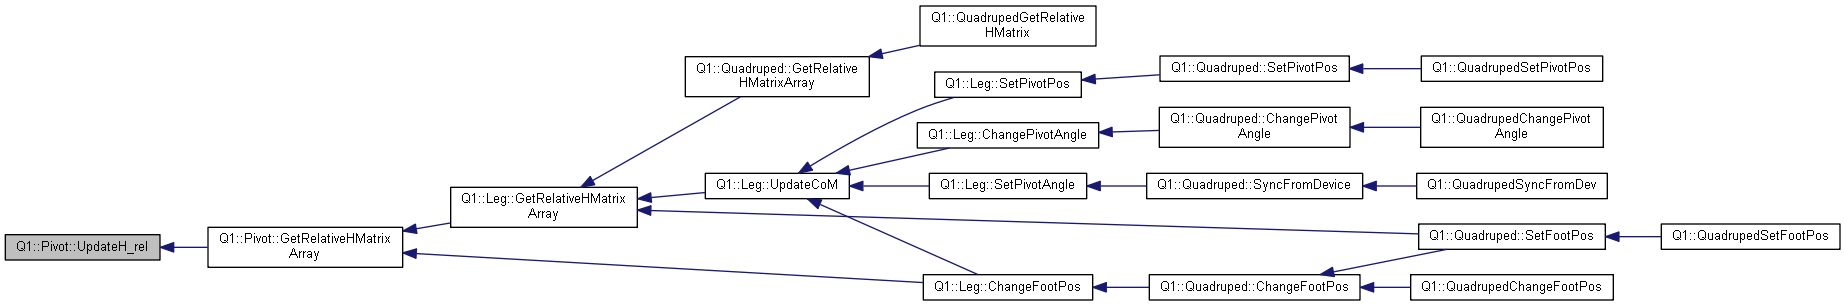 Q1::Pivot::UpdateH_rel
Q1::Pivot::GetRelativeHMatrix
Array
Q1::Leg::GetRelativeHMatrix
Array
Q1::Quadruped::GetRelative
HMatrixArray
Q1::QuadrupedGetRelative
HMatrix
Q1::Leg::UpdateCoM
Q1::Leg::SetPivotPos
Q1::Quadruped::SetPivotPos
Q1::QuadrupedSetPivotPos
Q1::Leg::ChangePivotAngle
Q1::Quadruped::ChangePivot
Angle
Q1::QuadrupedChangePivot
Angle
Q1::Leg::SetPivotAngle
Q1::Quadruped::SyncFromDevice
Q1::QuadrupedSyncFromDev
Q1::Quadruped::SetFootPos
Q1::QuadrupedSetFootPos
Q1::Leg::ChangeFootPos
Q1::Quadruped::ChangeFootPos
Q1::QuadrupedChangeFootPos